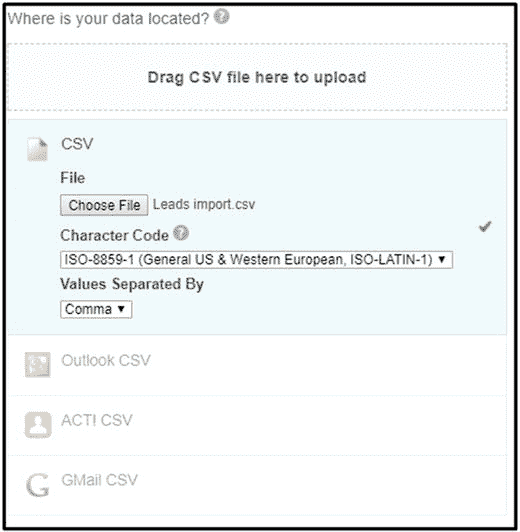 Where is your data located? ?
Drag CSV file here to upload
CSV
File
Choose File Leads import.csv
Character Code ?
ISO-8859-1 (General US & Western European, ISO-LATIN-1)
Values Separated By
Comma
Outlook CSV
ACT! CSV
G GMail CSV